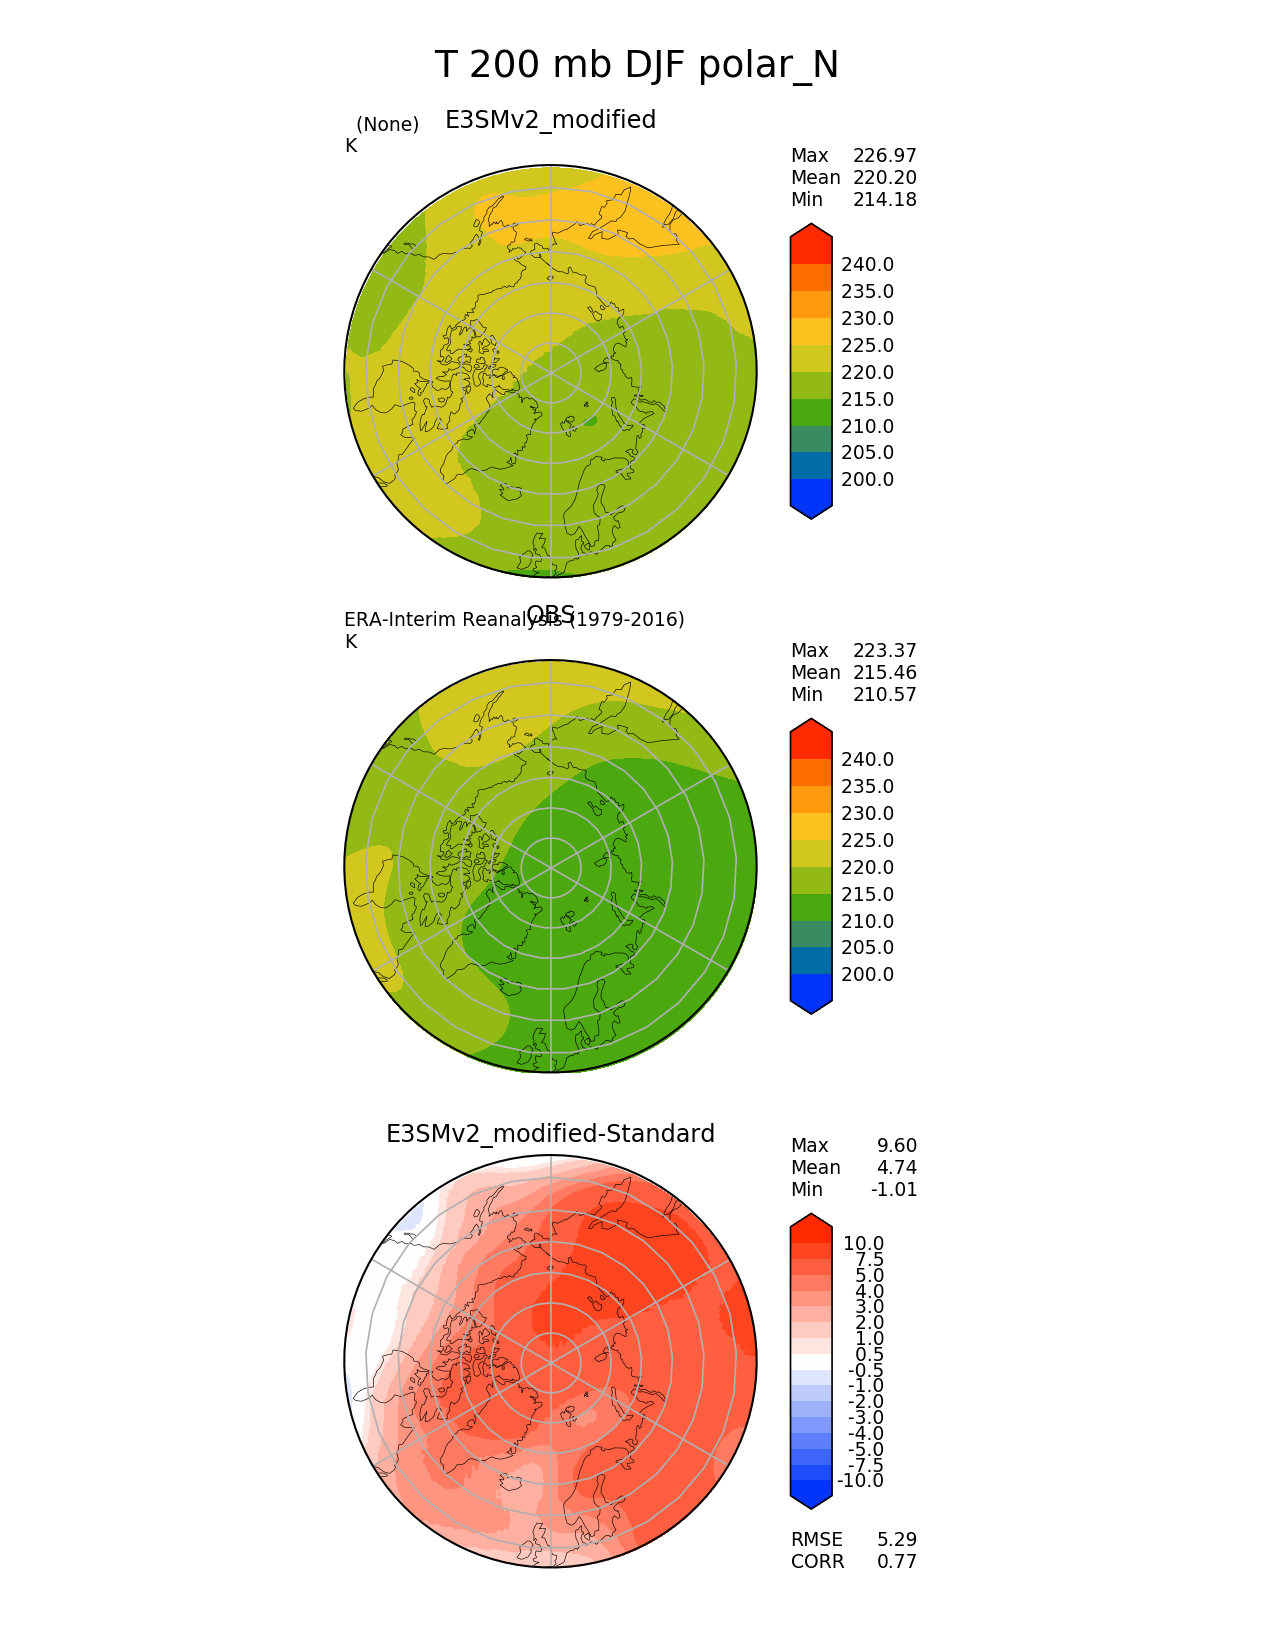 T 200 mb DJF polar_N
E3SMv2_modified
(None)
K
Max 226.97
Mean 220.20
Min 214.18
240.0
235.0
230.0
225.0
220.0
215.0
210.0
205.0
200.0
OBS
ERA-Interim Reanalysis (1979-2016)
K
Max 223.37
Mean 215.46
Min 210.57
240.0
235.0
230.0
225.0
220.0
215.0
210.0
205.0
200.0
E3SMv2_modified-Standard
Max 9.60
Mean 4.74
Min -1.01
10.0
7.5
5.0
4.0
3.0
2.0
1.0
0.5
-0.5
-1.0
-2.0
-3.0
-4.0
-5.0
-7.5
-10.0
RMSE 5.29
CORR 0.77